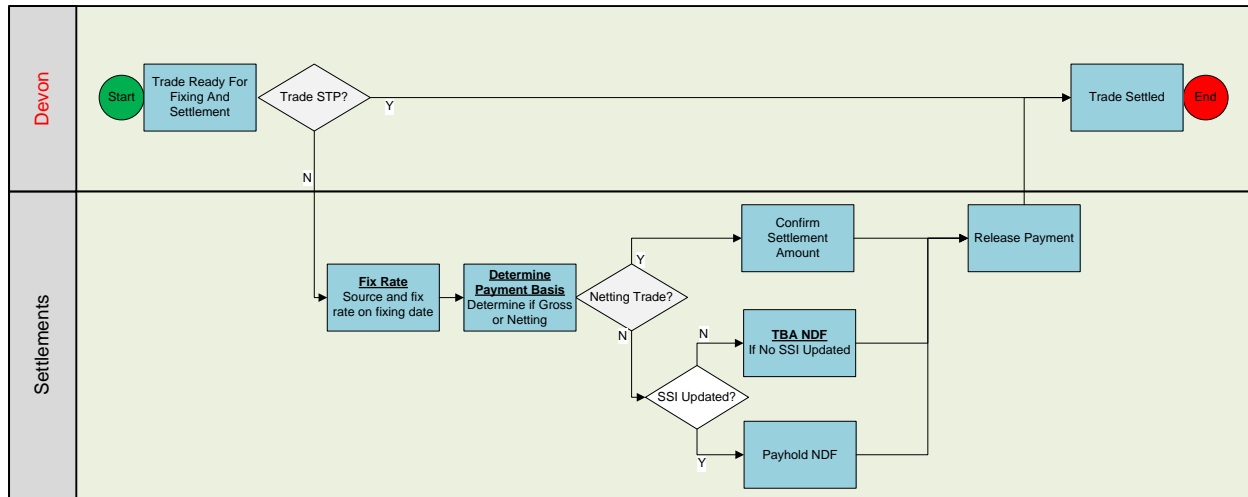 Devon
Start
Trade Ready For
Fixing And
Settlement
Trade STP?
Y
N
Trade Settled
End
Settlements
Fix Rate
Source and fix
rate on fixing date
Determine
Payment Basis
Determine if Gross
or Netting
Netting Trade?
Y
N
Confirm
Settlement
Amount
Release Payment
SSI Updated?
N
Y
TBA NDF
If No SSI Updated
Payhold NDF